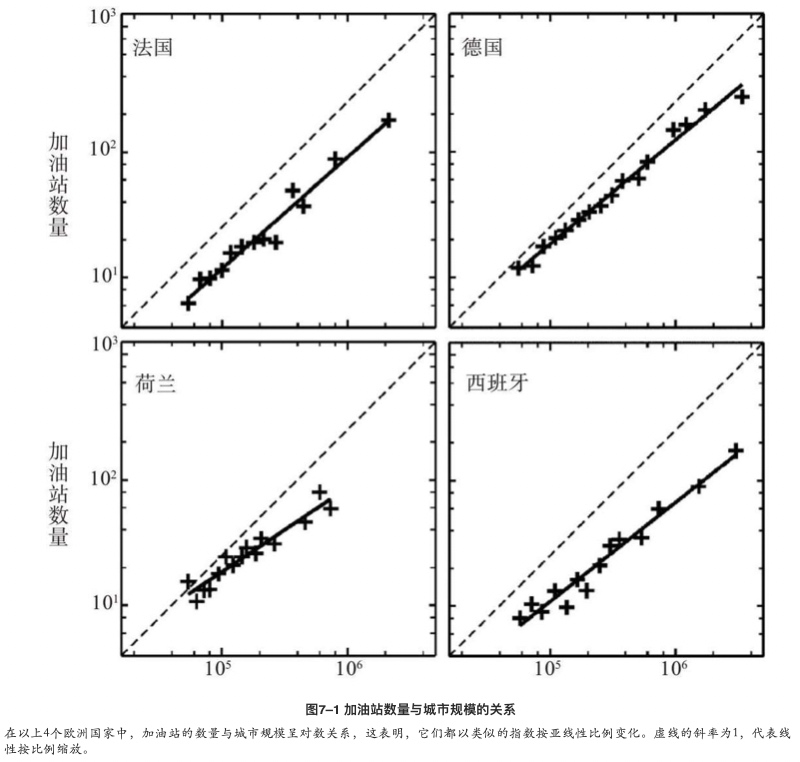 10³
法国
德国
10²
加油站数量
10¹
10³
荷兰
西班牙
10²
加油站数量
10¹
10⁵
10⁶
10⁵
10⁶
图7–1 加油站数量与城市规模的关系
在以上4个欧洲国家中，加油站的数量与城市规模呈对数关系，这表明，它们都以类似的指数按亚线性比例变化。虚线的斜率为1，代表线
性按比例缩放。